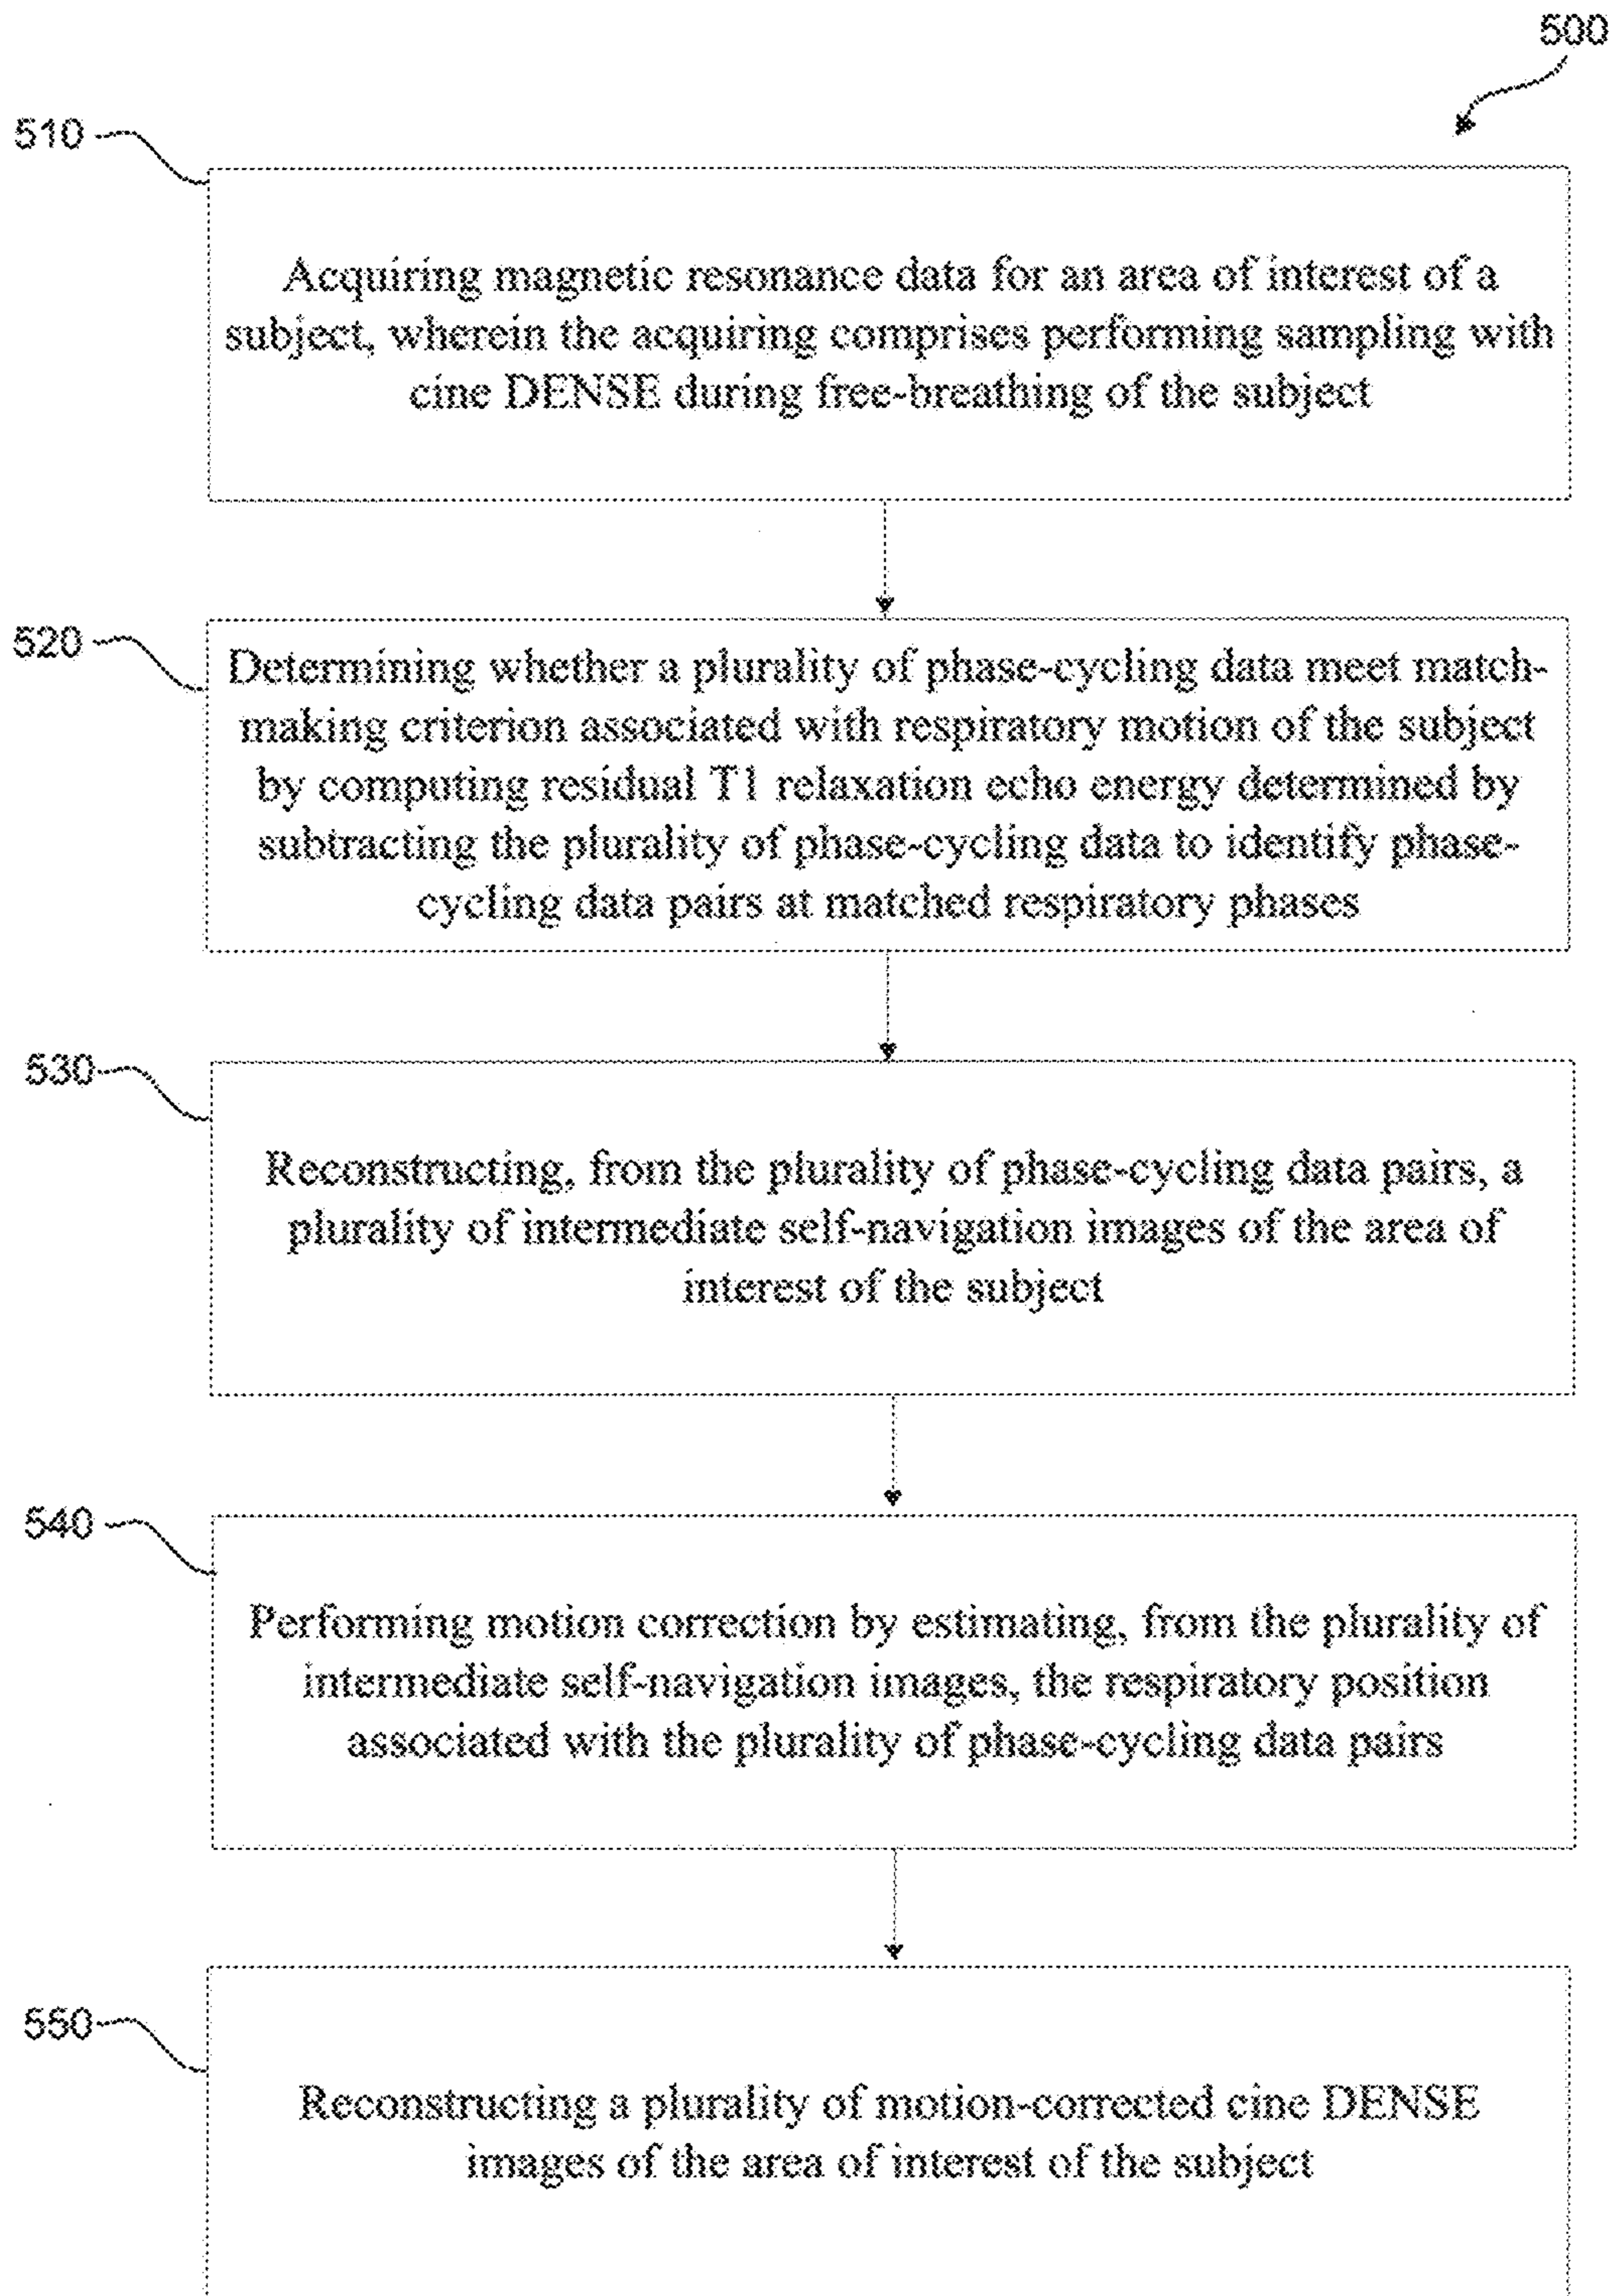 500
510
Acquiring magnetic resonance data for an area of interest of a
subject, wherein the acquiring comprises performing sampling with
cine DENSE during free-breathing of the subject
520
Determining whether a plurality of phase-cycling data meet match-
making criterion associated with respiratory motion of the subject
by computing residual T1 relaxation echo energy determined by
subtracting the plurality of phase-cycling data to identify phase-
cycling data pairs at matched respiratory phases
530
Reconstructing, from the plurality of phase-cycling data pairs, a
plurality of intermediate self-navigation images of the area of
interest of the subject
540
Performing motion correction by estimating, from the plurality of
intermediate self-navigation images, the respiratory position
associated with the plurality of phase-cycling data pairs
550
Reconstructing a plurality of motion-corrected cine DENSE
images of the area of interest of the subject